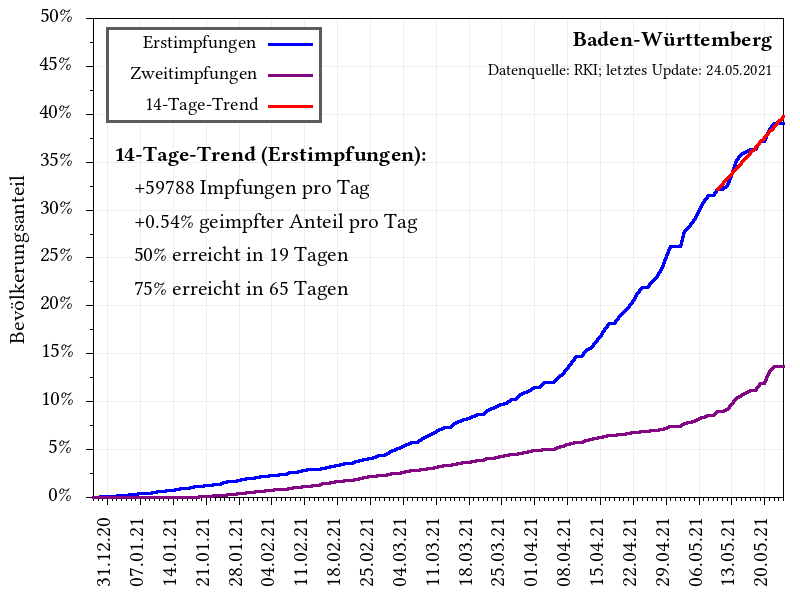 50%
45%
40%
35%
30%
25%
20%
15%
10%
5%
0%
Bevölkerungsanteil
Erstimpfungen
Zweitimpfungen
14-Tage-Trend
Baden-Württemberg
Datenquelle: RKI; letztes Update: 24.05.2021
14-Tage-Trend (Erstimpfungen):
+59788 Impfungen pro Tag
+0.54% geimpfter Anteil pro Tag
50% erreicht in 19 Tagen
75% erreicht in 65 Tagen
31.12.20
07.01.21
14.01.21
21.01.21
28.01.21
04.02.21
11.02.21
18.02.21
25.02.21
04.03.21
11.03.21
18.03.21
25.03.21
01.04.21
08.04.21
15.04.21
22.04.21
29.04.21
06.05.21
13.05.21
20.05.21